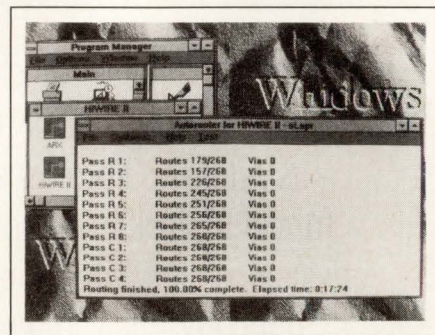 Program Manager
File Options Window Help
Main
Windows
HiWIRE II
Autorouter for HiWIRE II -
File Help
ARX
HiWIRE II
Pass R 1: Routes 179/268 Vias 0
Pass R 2: Routes 157/268 Vias 0
Pass R 3: Routes 226/268 Vias 0
Pass R 4: Routes 245/268 Vias 0
Pass R 5: Routes 251/268 Vias 0
Pass R 6: Routes 256/268 Vias 0
Pass R 7: Routes 265/268 Vias 0
Pass R 8: Routes 268/268 Vias 0
Pass C 1: Routes 268/268 Vias 0
Pass C 2: Routes 268/268 Vias 0
Pass C 3: Routes 268/268 Vias 0
Pass C 4: Routes 268/268 Vias 0
Routing finished, 100.00% complete. Elapsed time: 0:17:24
W